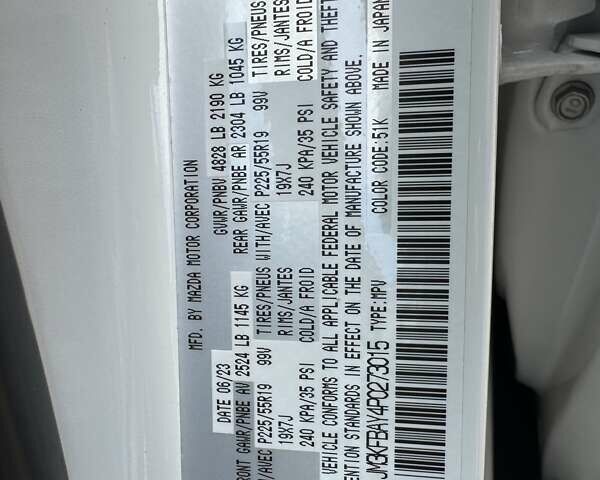 MFD. BY MAZDA MOTOR CORPORATION
DATE 06/23 GVWR/PNBV 4828 LB 2190 KG
FRONT GAWR/PNBE AV 2524 LB 1145 KG REAR GAWR/PNBE AR 2304 LB 1045 KG
/AVEC P225/55R19 99V TIRES/PNEUS WITH/AVEC P225/55R19 99V TIRES/PNEUS
19X7J RIMS/JANTES 19X7J RIMS/JANTES
240 KPA/35 PSI COLD/A FROID 240 KPA/35 PSI COLD/A FROID
VEHICLE CONFORMS TO ALL APPLICABLE FEDERAL MOTOR VEHICLE SAFETY AND THEFT
ENTION STANDARDS IN EFFECT ON THE DATE OF MANUFACTURE SHOWN ABOVE.
JM3KFBAY4P0273015 TYPE:MPV COLOR CODE:51K MADE IN JAPAN